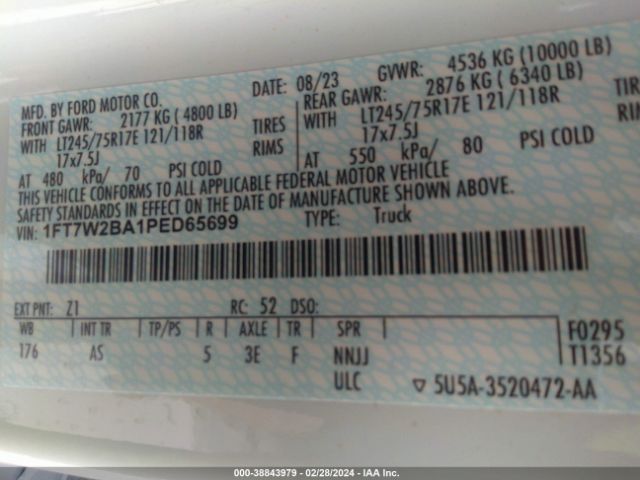 MFD. BY FORD MOTOR CO.
DATE: 08/23
GVWR: 4536 KG (10000 LB)
FRONT GAWR: 2177 KG ( 4800 LB)
REAR GAWR: 2876 KG ( 6340 LB)
WITH LT245/75R17E 121/118R TIRES
WITH LT245/75R17E 121/118R TIRE
17x7.5J RIMS
17x7.5J RIMS
AT 480 kPa/ 70 PSI COLD
AT 550 kPa/ 80 PSI COLD
THIS VEHICLE CONFORMS TO ALL APPLICABLE FEDERAL MOTOR VEHICLE
SAFETY STANDARDS IN EFFECT ON THE DATE OF MANUFACTURE SHOWN ABOVE.
VIN: 1FT7W2BA1PED65699
TYPE: Truck
EXT PNT: Z1 RC: 52 DSO:
WB INT TR TP/PS R AXLE TR SPR F0295
176 AS 5 3E F NNJJ T1356
ULC ▽ 5U5A-3520472-AA
000-38843979 - 02/28/2024 - IAA Inc.